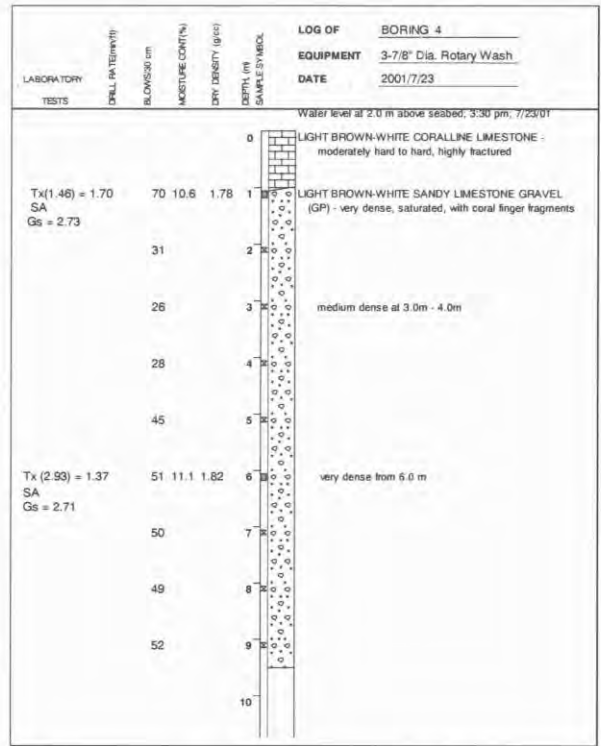 LOG OF BORING 4
EQUIPMENT 3-7/8" Dia. Rotary Wash
DATE 2001/7/23
LABORATORY TESTS
DRILL RATE(min/ft)
BLOWS/30 cm
MOISTURE CONT(%)
DRY DENSITY (g/cc)
DEPTH, (m)
SAMPLE SYMBOL
Water level at 2.0 m above seabed, 3:30 pm, 7/23/01
0 LIGHT BROWN-WHITE CORALLINE LIMESTONE -
moderately hard to hard, highly fractured
Tx(1.46) = 1.70 70 10.6 1.78 1 LIGHT BROWN-WHITE SANDY LIMESTONE GRAVEL
SA (GP) - very dense, saturated, with coral finger fragments
Gs = 2.73
31 2
26 3 medium dense at 3.0m - 4.0m
28 4
45 5
Tx (2.93) = 1.37 51 11.1 1.82 6 very dense from 6.0 m
SA
Gs = 2.71
50 7
49 8
52 9
10